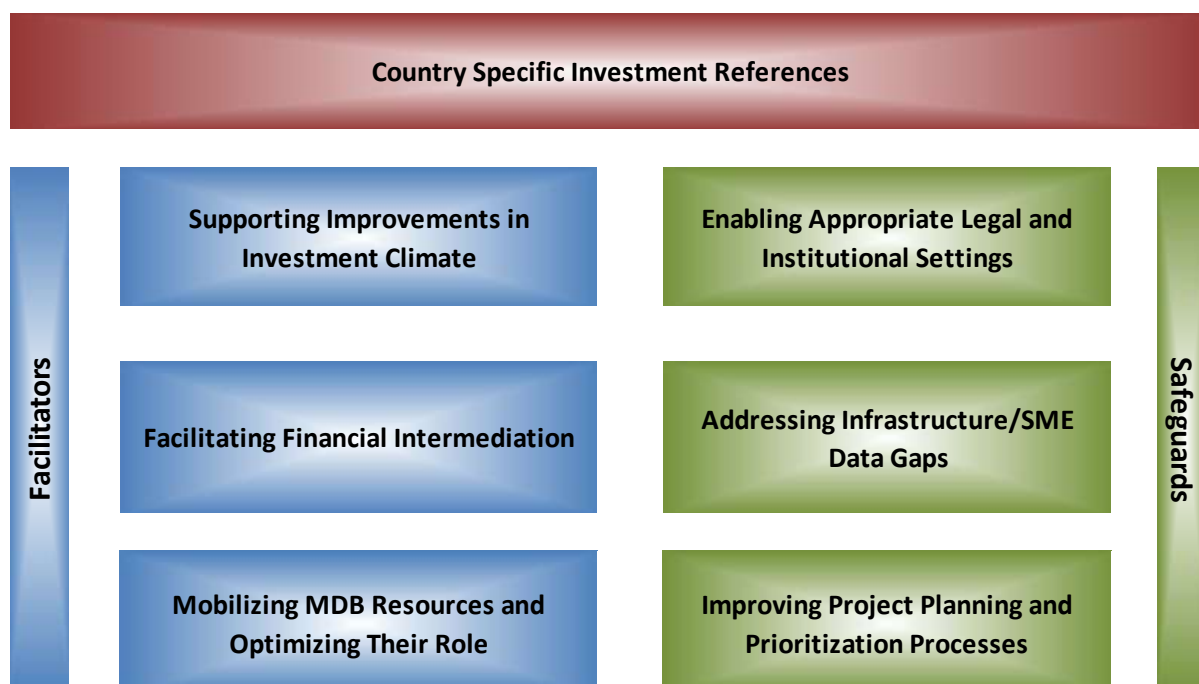 Country Specific Investment References
Facilitators
Supporting Improvements in
Investment Climate
Enabling Appropriate Legal and
Institutional Settings
Safeguards
Facilitating Financial Intermediation
Addressing Infrastructure/SME
Data Gaps
Mobilizing MDB Resources and
Optimizing Their Role
Improving Project Planning and
Prioritization Processes